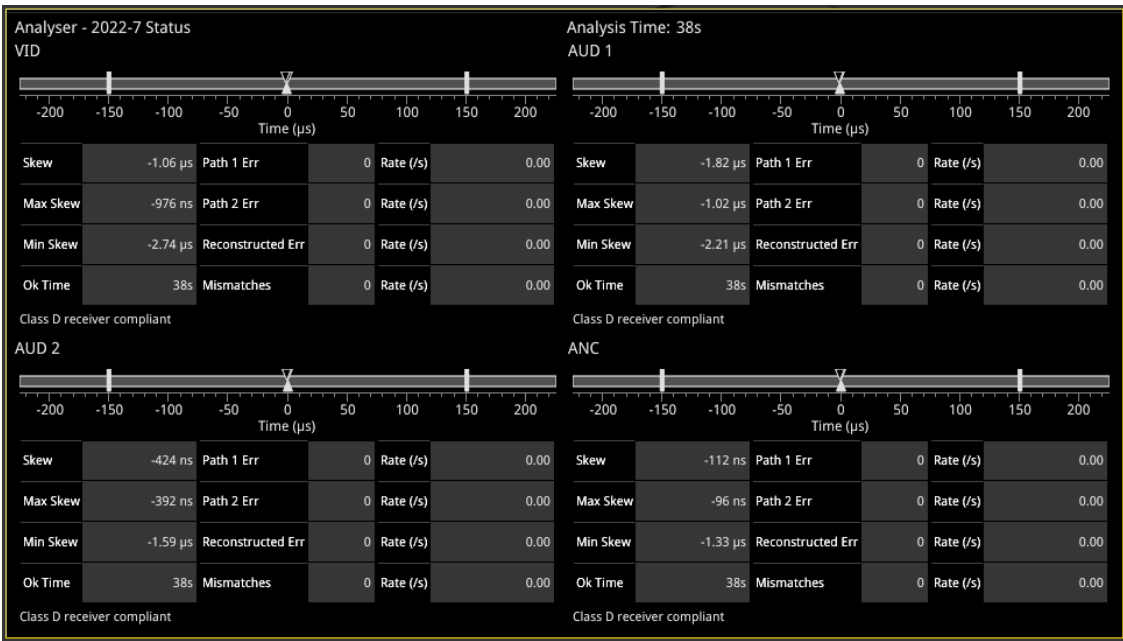 Analyser - 2022-7 Status
Analysis Time: 38s
VID
-200 -150 -100 -50 0 50 100 150 200
Time (µs)
Skew -1.06 µs Path 1 Err 0 Rate (/s) 0.00
Max Skew -976 ns Path 2 Err 0 Rate (/s) 0.00
Min Skew -2.74 µs Reconstructed Err 0 Rate (/s) 0.00
Ok Time 38s Mismatches 0 Rate (/s) 0.00
Class D receiver compliant
AUD 1
-200 -150 -100 -50 0 50 100 150 200
Time (µs)
Skew -1.82 µs Path 1 Err 0 Rate (/s) 0.00
Max Skew -1.02 µs Path 2 Err 0 Rate (/s) 0.00
Min Skew -2.21 µs Reconstructed Err 0 Rate (/s) 0.00
Ok Time 38s Mismatches 0 Rate (/s) 0.00
Class D receiver compliant
AUD 2
-200 -150 -100 -50 0 50 100 150 200
Time (µs)
Skew -424 ns Path 1 Err 0 Rate (/s) 0.00
Max Skew -392 ns Path 2 Err 0 Rate (/s) 0.00
Min Skew -1.59 µs Reconstructed Err 0 Rate (/s) 0.00
Ok Time 38s Mismatches 0 Rate (/s) 0.00
Class D receiver compliant
ANC
-200 -150 -100 -50 0 50 100 150 200
Time (µs)
Skew -112 ns Path 1 Err 0 Rate (/s) 0.00
Max Skew -96 ns Path 2 Err 0 Rate (/s) 0.00
Min Skew -1.33 µs Reconstructed Err 0 Rate (/s) 0.00
Ok Time 38s Mismatches 0 Rate (/s) 0.00
Class D receiver compliant